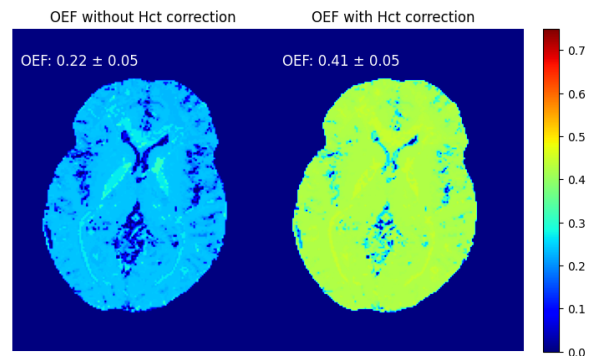 OEF without Hct correction
OEF with Hct correction
OEF: 0.22 ± 0.05
OEF: 0.41 ± 0.05
0.7
0.6
0.5
0.4
0.3
0.2
0.1
0.0